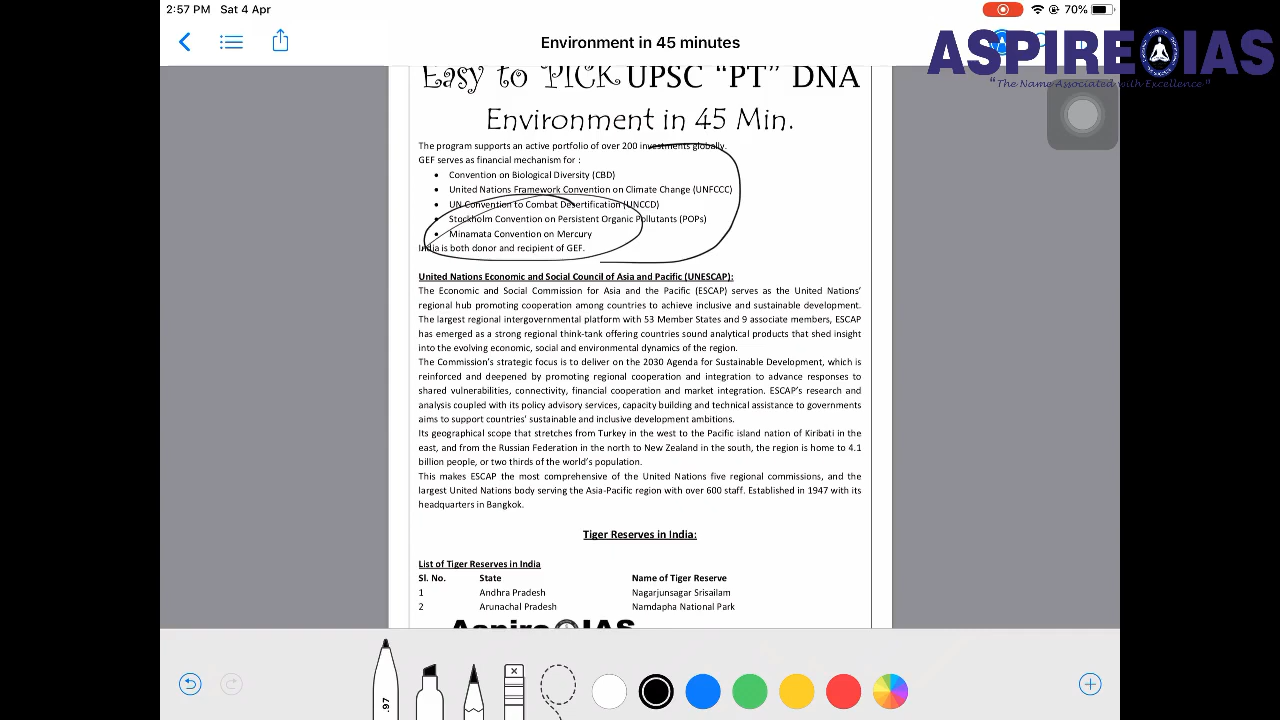 2:57 PM Sat 4 Apr
70%
Environment in 45 minutes
ASPIRE IAS
"The Name Associated with Excellence"
Easy to PICK UPSC “PT” DNA
Environment in 45 Min.
The program supports an active portfolio of over 200 investments globally.
GEF serves as financial mechanism for :
• Convention on Biological Diversity (CBD)
• United Nations Framework Convention on Climate Change (UNFCCC)
• UN Convention to Combat Desertification (UNCCD)
• Stockholm Convention on Persistent Organic Pollutants (POPs)
• Minamata Convention on Mercury
India is both donor and recipient of GEF.
United Nations Economic and Social Council of Asia and Pacific (UNESCAP):
The Economic and Social Commission for Asia and the Pacific (ESCAP) serves as the United Nations’
regional hub promoting cooperation among countries to achieve inclusive and sustainable development.
The largest regional intergovernmental platform with 53 Member States and 9 associate members, ESCAP
has emerged as a strong regional think-tank offering countries sound analytical products that shed insight
into the evolving economic, social and environmental dynamics of the region.
The Commission’s strategic focus is to deliver on the 2030 Agenda for Sustainable Development, which is
reinforced and deepened by promoting regional cooperation and integration to advance responses to
shared vulnerabilities, connectivity, financial cooperation and market integration. ESCAP’s research and
analysis coupled with its policy advisory services, capacity building and technical assistance to governments
aims to support countries’ sustainable and inclusive development ambitions.
Its geographical scope that stretches from Turkey in the west to the Pacific island nation of Kiribati in the
east, and from the Russian Federation in the north to New Zealand in the south, the region is home to 4.1
billion people, or two thirds of the world’s population.
This makes ESCAP the most comprehensive of the United Nations five regional commissions, and the
largest United Nations body serving the Asia-Pacific region with over 600 staff. Established in 1947 with its
headquarters in Bangkok.
Tiger Reserves in India:
List of Tiger Reserves in India
Sl. No. State Name of Tiger Reserve
1 Andhra Pradesh Nagarjunsagar Srisailam
2 Arunachal Pradesh Namdapha National Park
Aspire IAS
.97